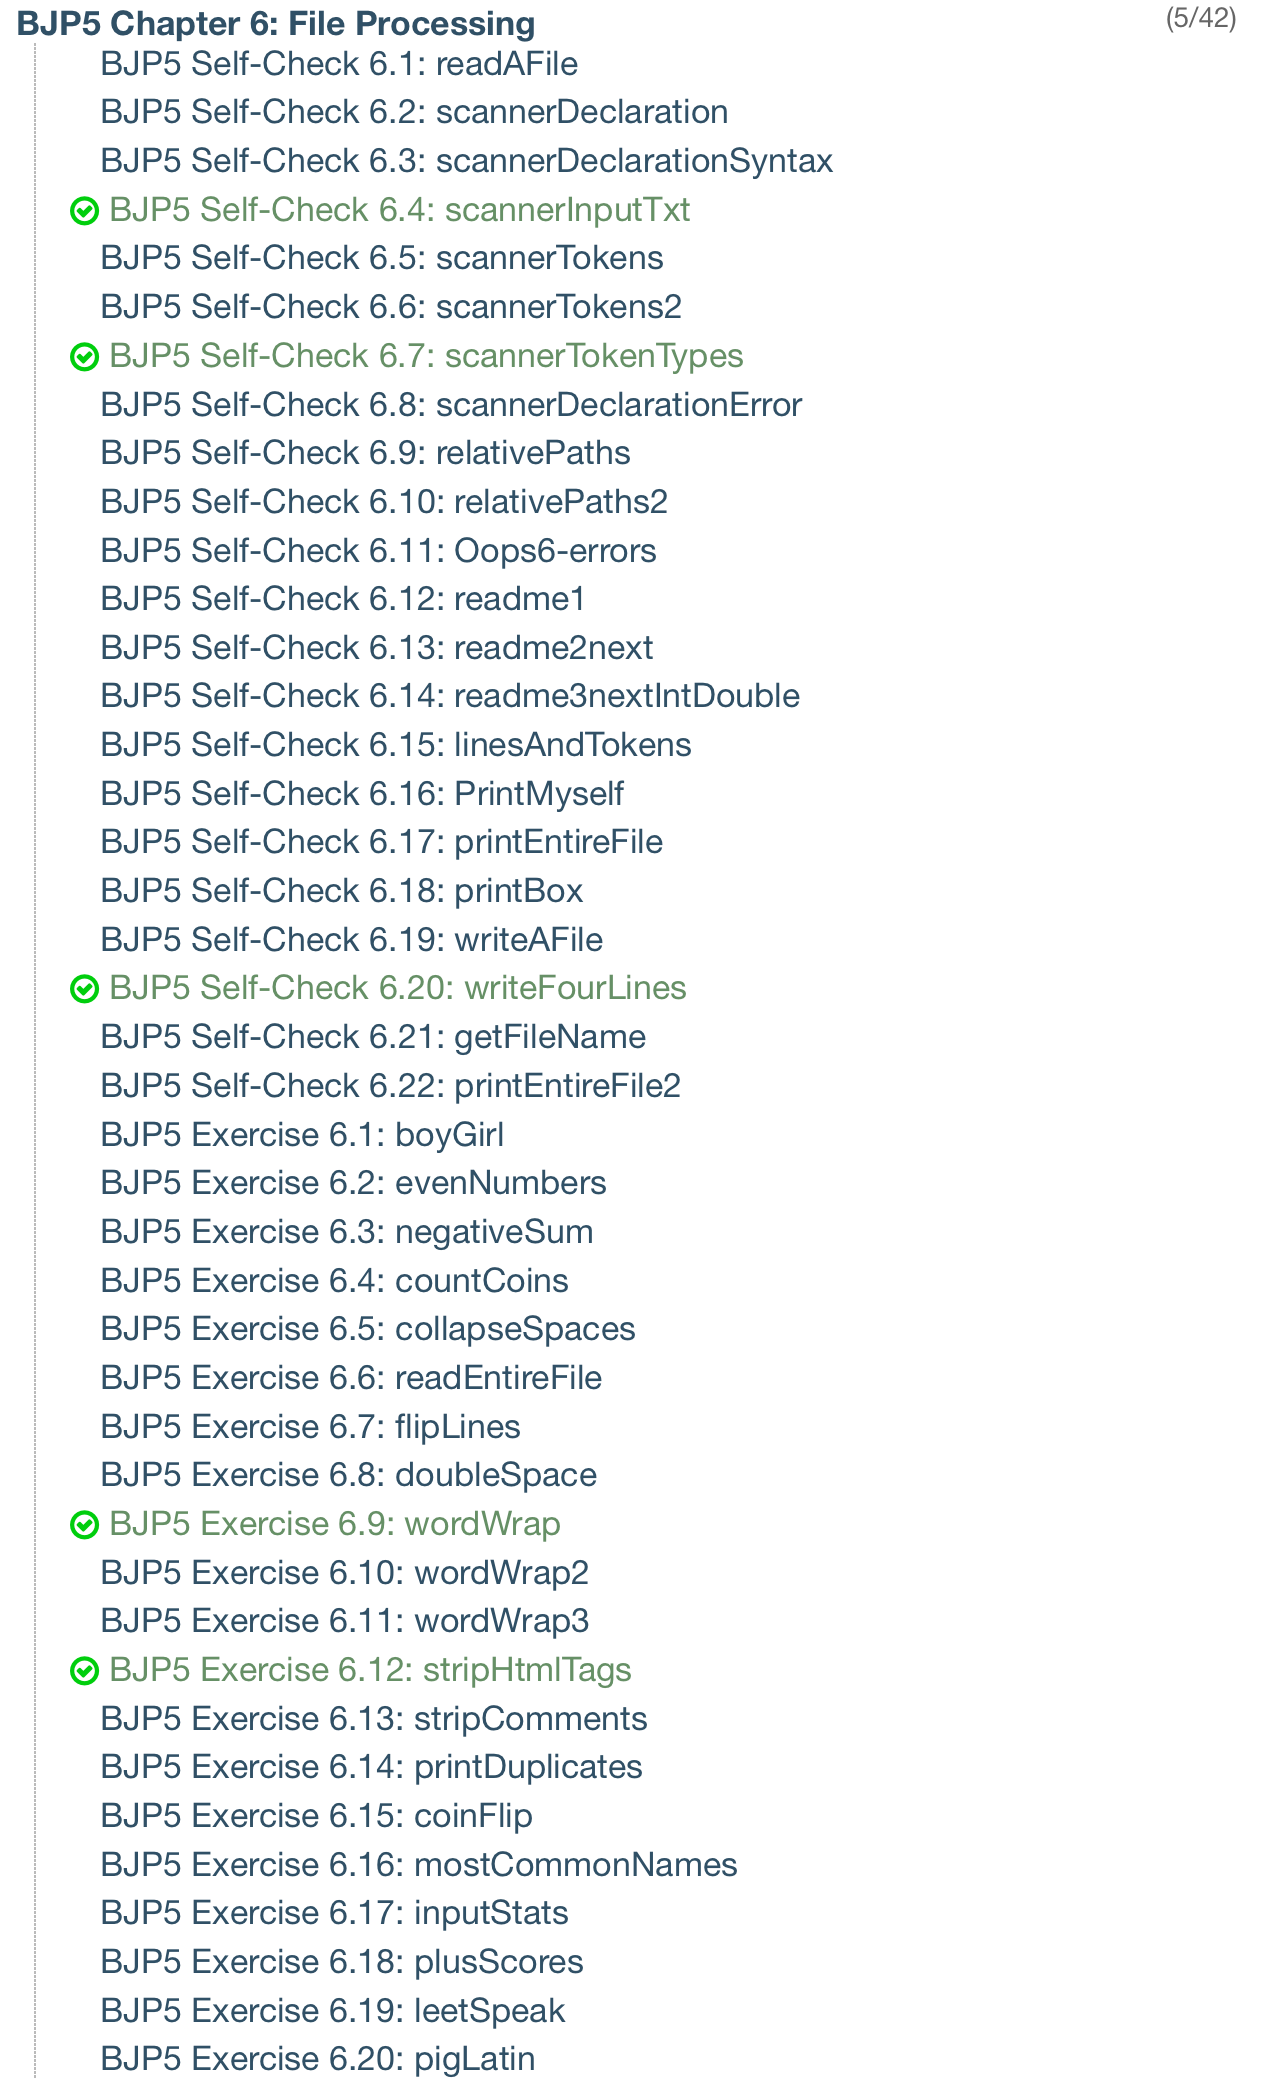 BJP5 Chapter 6: File Processing (5/42)
BJP5 Self-Check 6.1: readAFile
BJP5 Self-Check 6.2: scannerDeclaration
BJP5 Self-Check 6.3: scannerDeclarationSyntax
BJP5 Self-Check 6.4: scannerInputTxt
BJP5 Self-Check 6.5: scannerTokens
BJP5 Self-Check 6.6: scannerTokens2
BJP5 Self-Check 6.7: scannerTokenTypes
BJP5 Self-Check 6.8: scannerDeclarationError
BJP5 Self-Check 6.9: relativePaths
BJP5 Self-Check 6.10: relativePaths2
BJP5 Self-Check 6.11: Oops6-errors
BJP5 Self-Check 6.12: readme1
BJP5 Self-Check 6.13: readme2next
BJP5 Self-Check 6.14: readme3nextIntDouble
BJP5 Self-Check 6.15: linesAndTokens
BJP5 Self-Check 6.16: PrintMyself
BJP5 Self-Check 6.17: printEntireFile
BJP5 Self-Check 6.18: printBox
BJP5 Self-Check 6.19: writeAFile
BJP5 Self-Check 6.20: writeFourLines
BJP5 Self-Check 6.21: getFileName
BJP5 Self-Check 6.22: printEntireFile2
BJP5 Exercise 6.1: boyGirl
BJP5 Exercise 6.2: evenNumbers
BJP5 Exercise 6.3: negativeSum
BJP5 Exercise 6.4: countCoins
BJP5 Exercise 6.5: collapseSpaces
BJP5 Exercise 6.6: readEntireFile
BJP5 Exercise 6.7: flipLines
BJP5 Exercise 6.8: doubleSpace
BJP5 Exercise 6.9: wordWrap
BJP5 Exercise 6.10: wordWrap2
BJP5 Exercise 6.11: wordWrap3
BJP5 Exercise 6.12: stripHtmlTags
BJP5 Exercise 6.13: stripComments
BJP5 Exercise 6.14: printDuplicates
BJP5 Exercise 6.15: coinFlip
BJP5 Exercise 6.16: mostCommonNames
BJP5 Exercise 6.17: inputStats
BJP5 Exercise 6.18: plusScores
BJP5 Exercise 6.19: leetSpeak
BJP5 Exercise 6.20: pigLatin